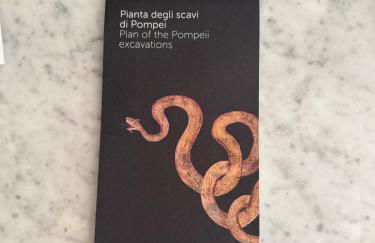 Pianta degli scavi
di Pompei
Plan of the Pompeii
excavations